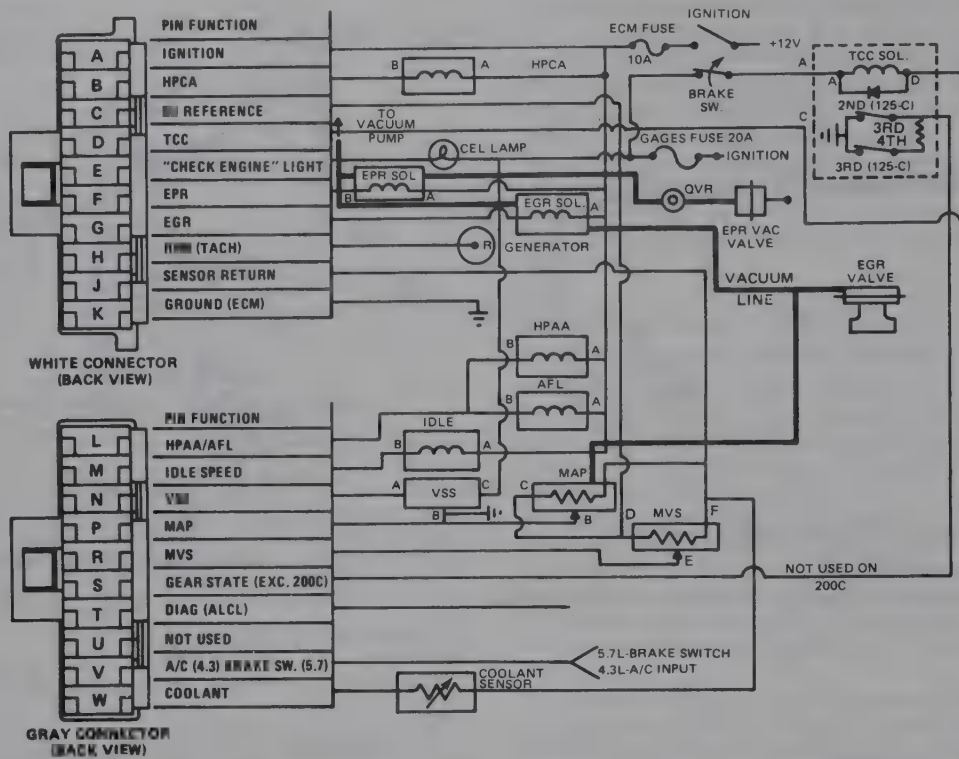 PIN FUNCTION
A IGNITION
B HPCA
C REFERENCE
D TCC
E "CHECK ENGINE" LIGHT
F EPR
G EGR
H (TACH)
J SENSOR RETURN
K GROUND (ECM)
WHITE CONNECTOR
(BACK VIEW)
PIN FUNCTION
L HPAA/AFL
M IDLE SPEED
N
P MAP
R MVS
S GEAR STATE (EXC. 200C)
T DIAG (ALCL)
U NOT USED
V A/C (4.3) BRAKE SW. (5.7)
W COOLANT
GRAY CONNECTOR
(BACK VIEW)
ECM FUSE
10A
IGNITION
+12V
B A HPCA
BRAKE
SW.
A
TCC SOL.
A D
2ND (125-C)
C
3RD
4TH
3RD (125-C)
TO
VACUUM
PUMP
CEL LAMP
GAGES FUSE 20A
IGNITION
EPR SOL
A
QVR
EPR VAC
VALVE
EGR SOL.
A
R
GENERATOR
VACUUM
LINE
EGR
VALVE
HPAA
B A
AFL
B A
IDLE
B A
A VSS C
B
MAP
C
B
D MVS F
E
NOT USED ON
200C
5.7L-BRAKE SWITCH
4.3L-A/C INPUT
COOLANT
SENSOR